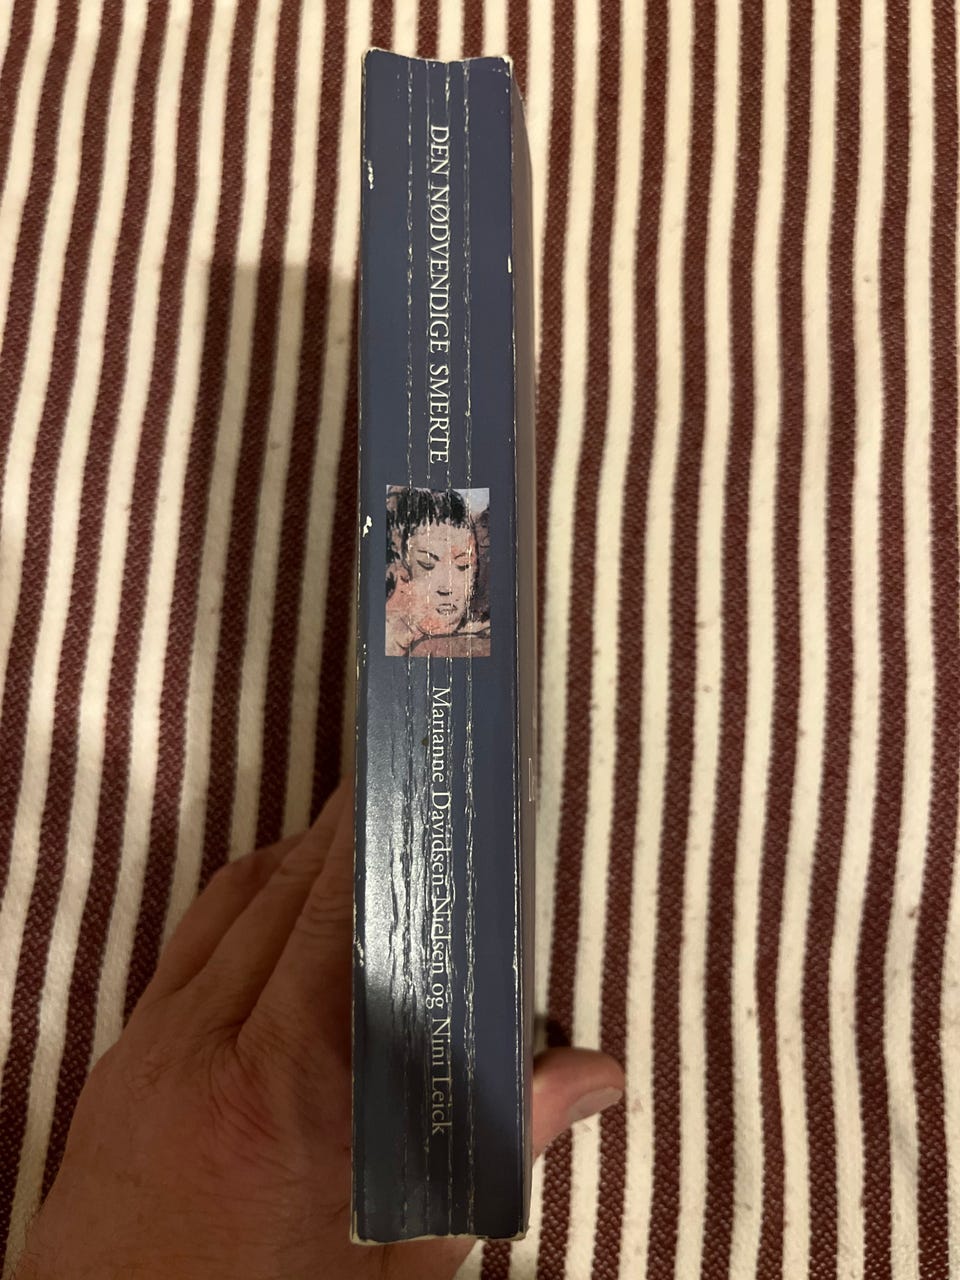 DEN NØDVENDIGE SMERTE
Marianne Davidsen-Nielsen og Nini Leick